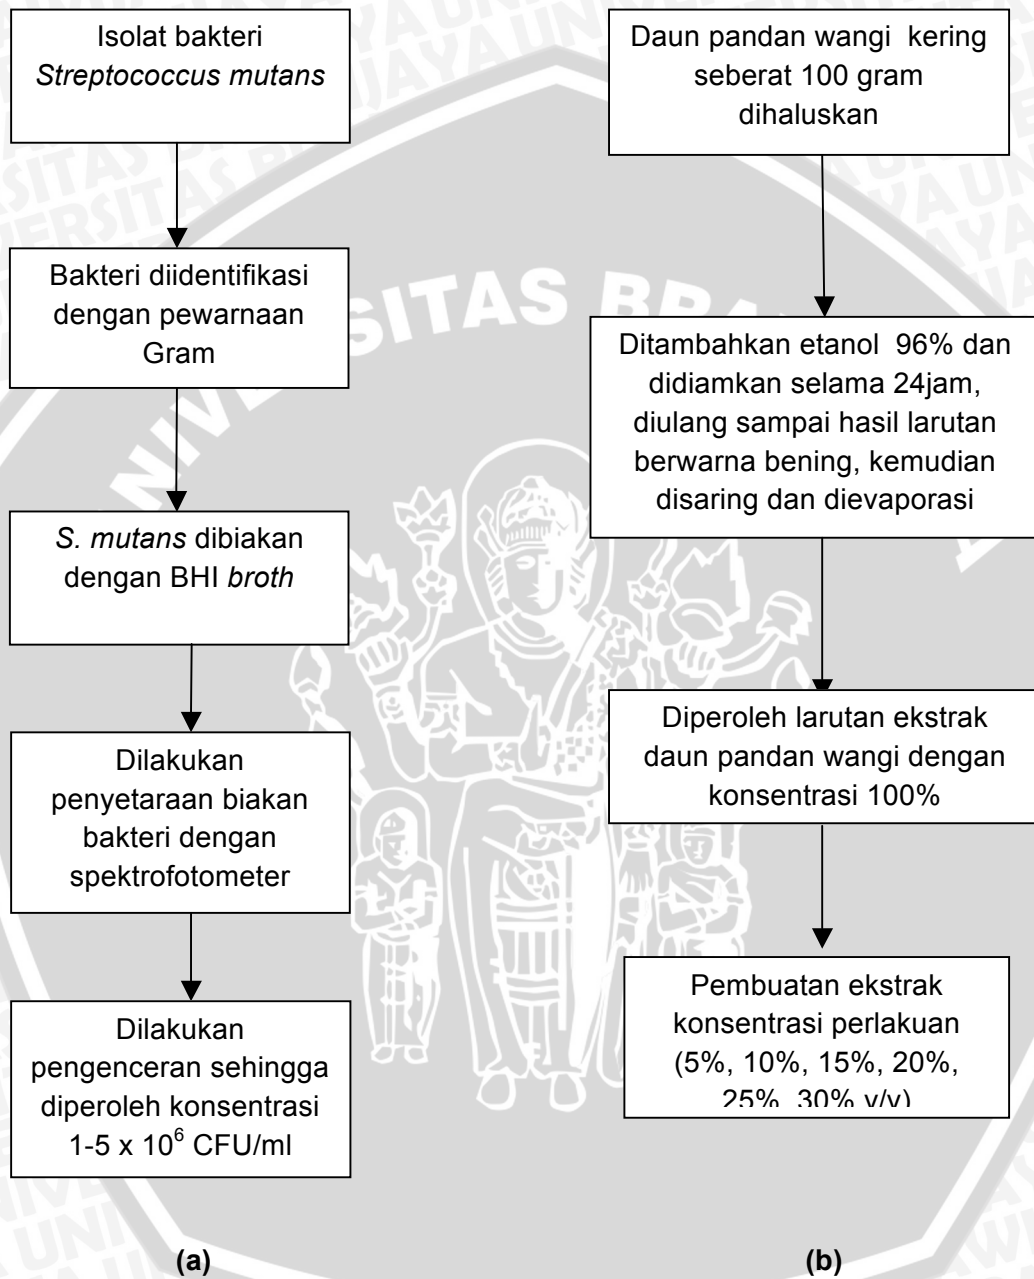 Isolat bakteri
Streptococcus mutans
Bakteri diidentifikasi
dengan pewarnaan
Gram
S. mutans dibiakan
dengan BHI broth
Dilakukan
penyetaraan biakan
bakteri dengan
spektrofotometer
Dilakukan
pengenceran sehingga
diperoleh konsentrasi
1-5 x 10⁶ CFU/ml
(a)
Daun pandan wangi kering
seberat 100 gram
dihaluskan
Ditambahkan etanol 96% dan
didiamkan selama 24jam,
diulang sampai hasil larutan
berwarna bening, kemudian
disaring dan dievaporasi
Diperoleh larutan ekstrak
daun pandan wangi dengan
konsentrasi 100%
Pembuatan ekstrak
konsentrasi perlakuan
(5%, 10%, 15%, 20%,
25%, 30% v/v)
(b)